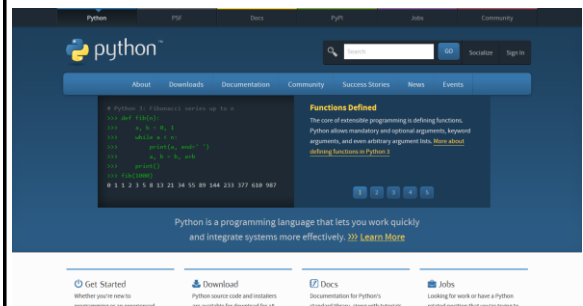 Python
PSF
Docs
PyPI
Jobs
Community
python™
Search
GO
Socialize
Sign In
About
Downloads
Documentation
Community
Success Stories
News
Events
# Python 3: Fibonacci series up to n
>>> def fib(n):
>>>     a, b = 0, 1
>>>     while a < n:
>>>         print(a, end=' ')
>>>         a, b = b, a+b
>>>     print()
>>> fib(1000)
0 1 1 2 3 5 8 13 21 34 55 89 144 233 377 610 987
Functions Defined
The core of extensible programming is defining functions.
Python allows mandatory and optional arguments, keyword
arguments, and even arbitrary argument lists. More about
defining functions in Python 3
1
2
3
4
5
Python is a programming language that lets you work quickly
and integrate systems more effectively. >>> Learn More
Get Started
Whether you're new to
Download
Python source code and installers
Docs
Documentation for Python's
Jobs
Looking for work or have a Python